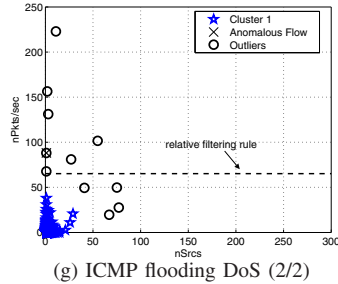 250
200
150
100
50
0
nPkts/sec
Cluster 1
Anomalous Flow
Outliers
relative filtering rule
0 50 100 150 200 250 300
nSrcs
(g) ICMP flooding DoS (2/2)